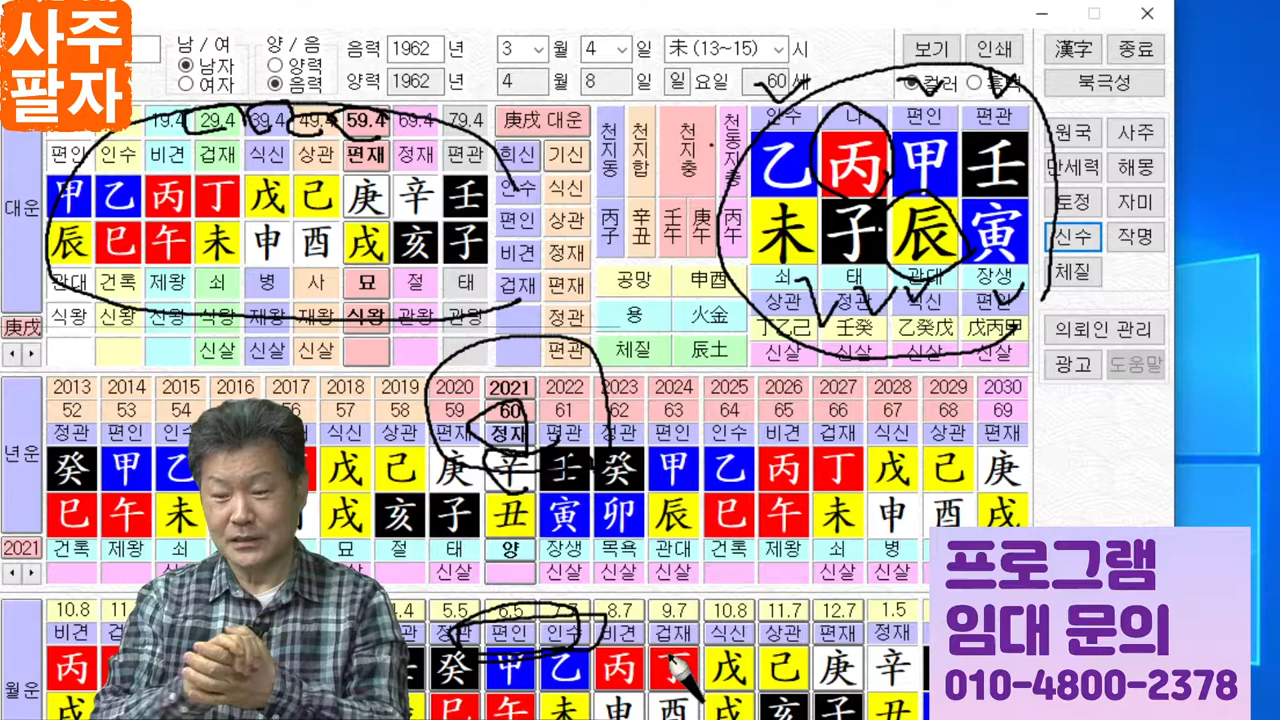 사주
팔자
남 / 여
남자
여자
양 / 음
양력
음력
음력 1962 년 3 월 4 일 未 (13~15) 시
양력 1962 년 4 월 8 일 일 요일 60 세
보기 인쇄
컬러
漢字 종료
북극성
원국 사주
만세력 해몽
토정 자미
신수 작명
체질
의뢰인 관리
광고 도움말
19.4 29.4 39.4 49.4 59.4 69.4 79.4
편인 인수 비견 겁재 식신 상관 편재 정재 편관
대운
甲 乙 丙 丁 戊 己 庚 辛 壬
辰 巳 午 未 申 酉 戌 亥 子
관대 건록 제왕 쇠 병 사 묘 절 태
식왕 신왕 신왕 식왕 재왕 재왕 식왕 관왕 관왕
庚戌
신살 신살 신살
庚戌 대운
희신 기신
인수 식신
편인 상관
비견 정재
겁재 편재
정관
편관
천지동 천지합 천지충 천동지충
丙子 辛丑 壬午 庚午 丙午
공망 申酉
용 火金
체질 辰土
인수 나 편인 편관
乙 丙 甲 壬
未 子 辰 寅
쇠 태 관대 장생
상관 정관 식신 편인
丁乙己 壬癸 乙癸戊 戊丙甲
신살 신살 신살 신살
2013 2014 2015 2016 2017 2018 2019 2020 2021 2022 2023 2024 2025 2026 2027 2028 2029 2030
52 53 54 55 56 57 58 59 60 61 62 63 64 65 66 67 68 69
정관 편인 인수 식신 상관 편재 정재 편관 정관 편인 인수 비견 겁재 식신 상관 편재
년운
癸 甲 乙 戊 己 庚 辛 壬 癸 甲 乙 丙 丁 戊 己 庚
巳 午 未 戌 亥 子 丑 寅 卯 辰 巳 午 未 申 酉 戌
2021
건록 제왕 쇠 묘 절 태 양 장생 목욕 관대 건록 제왕 쇠 병
신살 신살 신살 신살 신살 신살 신살
10.8 5.5 6.5 8.7 9.7 10.8 11.7 12.7 1.5
비견 정관 편인 인수 비견 겁재 식신 상관 편재 정재
월운
丙 癸 甲 乙 丙 丁 戊 己 庚 辛
戌 巳 午 未 申 酉 戌 亥 子 丑
프로그램
임대 문의
010-4800-2378